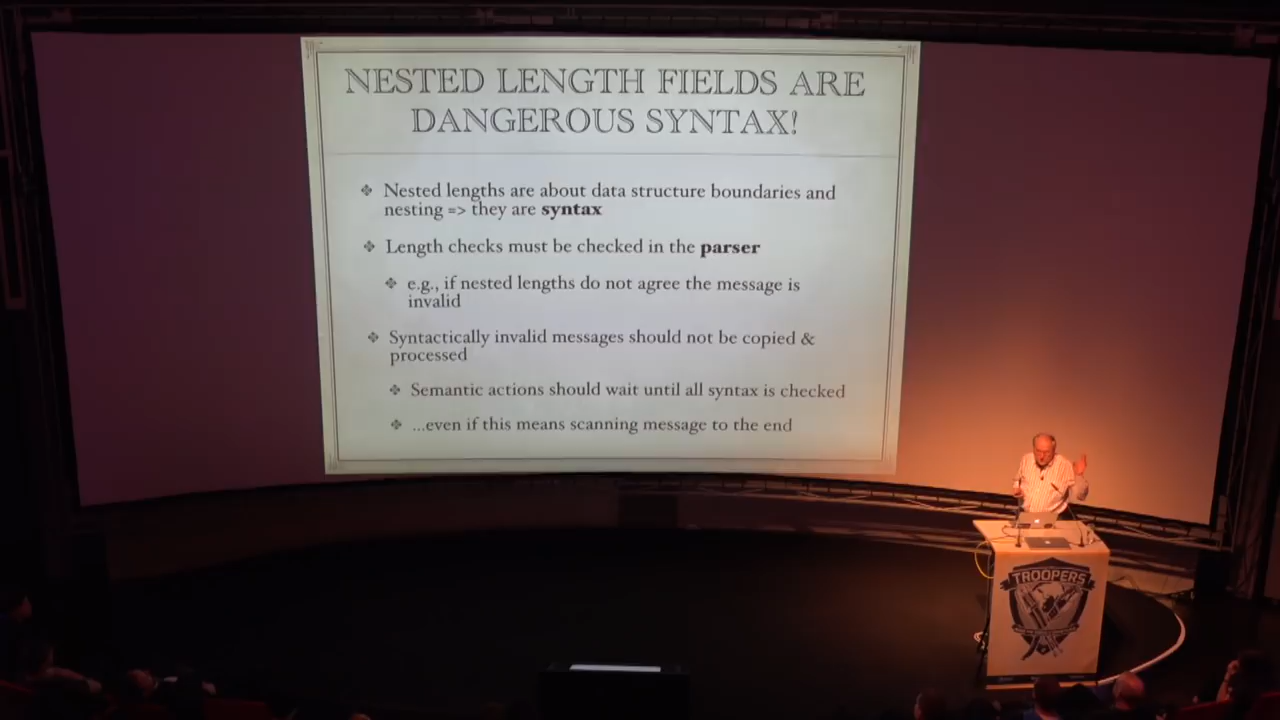 NESTED LENGTH FIELDS ARE
DANGEROUS SYNTAX!
Nested lengths are about data structure boundaries and
nesting => they are syntax
Length checks must be checked in the parser
e.g., if nested lengths do not agree the message is
invalid
Syntactically invalid messages should not be copied &
processed
Semantic actions should wait until all syntax is checked
...even if this means scanning message to the end
TROOPERS